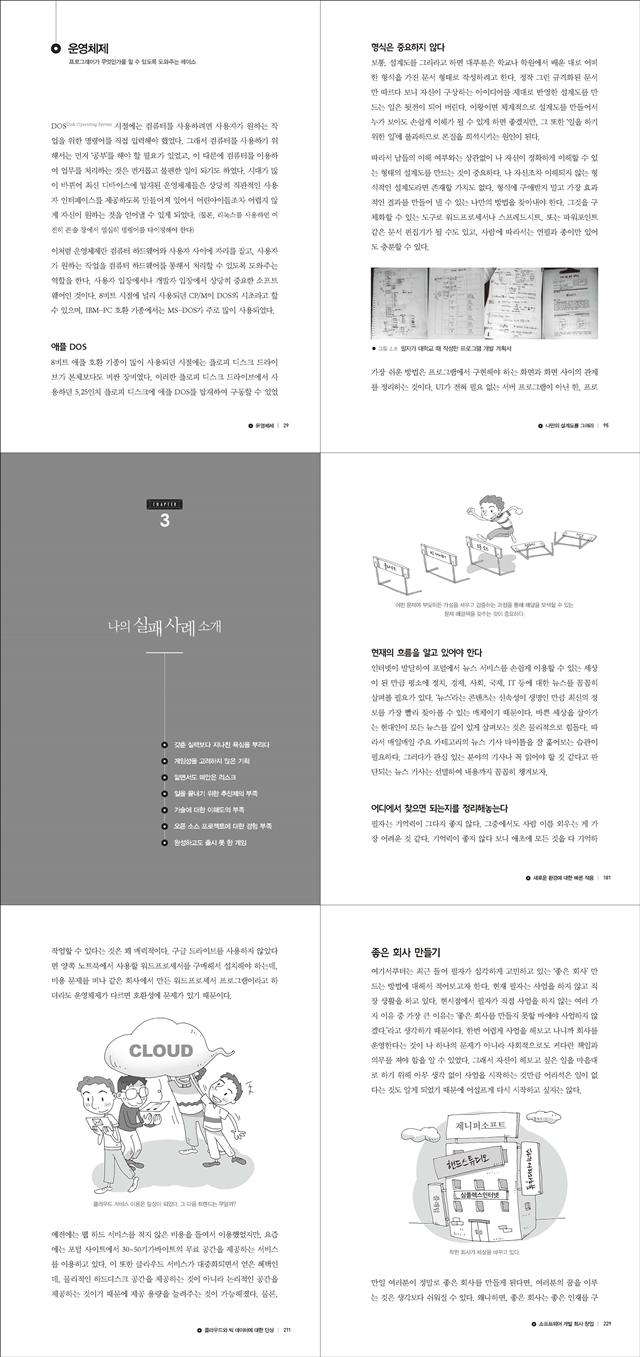 운영체제
프로그래머가 무엇인가를 할 수 있도록 도와주는 케이스
DOS Disk Operating System 시절에는 컴퓨터를 사용하려면 사용자가 원하는 작
업을 위한 명령어를 직접 입력해야 했었다. 그래서 컴퓨터를 사용하기 위
해서는 먼저 '공부'를 해야 할 필요가 있었고, 이 때문에 컴퓨터를 이용하
여 업무를 처리하는 것은 번거롭고 불편한 일이 되기도 하였다. 시대가 많
이 바뀌어 최신 디바이스에 탑재된 운영체제들은 상당히 직관적인 사용
자 인터페이스를 제공하도록 만들어져 있어서 어린아이들조차 어렵지 않
게 자신이 원하는 것을 얻어낼 수 있게 되었다. (물론, 리눅스를 사용하면 여
전히 콘솔 창에서 열심히 명령어를 타이핑해야 한다)
이처럼 운영체제란 컴퓨터 하드웨어와 사용자 사이에 자리를 잡고, 사용자
가 원하는 작업을 컴퓨터 하드웨어를 통해서 처리할 수 있도록 도와주는
역할을 한다. 사용자 입장에서나 개발자 입장에서 상당히 중요한 소프트
웨어인 것이다. 8비트 시절에 널리 사용되던 CP/M이 DOS의 시초라고 할
수 있으며, IBM-PC 호환 기종에서는 MS-DOS가 주로 많이 사용되었다.
애플 DOS
8비트 애플 호환 기종이 많이 사용되던 시절에는 플로피 디스크 드라이
브가 본체보다도 비싼 장비였다. 이러한 플로피 디스크 드라이브에서 사
용하던 5.25인치 플로피 디스크에 애플 DOS를 탑재하여 구동할 수 있었
운영체제 | 29
형식은 중요하지 않다
보통, 설계도를 그리라고 하면 대부분은 학교나 학원에서 배운 대로 어떠
한 형식을 가진 문서 형태로 작성하려고 한다. 정작 그런 규격화된 문서
만 따르다 보니 자신이 구상하는 아이디어를 제대로 반영한 설계도를 만
드는 일은 뒷전이 되어 버린다. 이왕이면 체계적으로 설계도를 만들어서
누가 보아도 손쉽게 이해가 될 수 있게 하면 좋겠지만, 그 또한 '일을 하기
위한 일'에 불과하므로 본질을 희석시키는 원인이 된다.
따라서 남들의 이해 여부와는 상관없이 나 자신이 정확하게 이해할 수 있
는 형태의 설계도를 만드는 것이 중요하다. 나 자신조차 이해되지 않는 형
식적인 설계도라면 존재할 가치도 없다. 형식에 구애받지 말고 가장 효과
적인 결과를 만들어 낼 수 있는 나만의 방법을 찾아내야 한다. 그것을 구
체화할 수 있는 도구로 워드프로세서나 스프레드시트, 또는 파워포인트
같은 문서 편집기가 될 수도 있고, 사람에 따라서는 연필과 종이만 있어
도 충분할 수 있다.
그림 2.8 필자가 대학교 때 작성한 프로그램 개발 계획서
가장 쉬운 방법은 프로그램에서 구현해야 하는 화면과 화면 사이의 관계
를 정리하는 것이다. UI가 전혀 필요 없는 서버 프로그램이 아닌 한, 프로
나만의 설계도를 그려라 | 95
CHAPTER
3
나의 실패 사례 소개
갖춘 실력보다 지나친 욕심을 부리다
게임성을 고려하지 않은 기획
알면서도 떠안은 리스크
일을 끝내기 위한 추진력의 부족
기술에 대한 이해도의 부족
오픈 소스 프로젝트에 대한 경험 부족
완성하고도 출시 못 한 게임
어떤 문제에 부딪히든 가설을 세우고 검증하는 과정을 통해 해답을 모색할 수 있는
문제 해결력을 갖추는 것이 중요하다.
현재의 흐름을 알고 있어야 한다
인터넷이 발달하여 포털에서 뉴스 서비스를 손쉽게 이용할 수 있는 세상
이 된 만큼 평소에 정치, 경제, 사회, 국제, IT 등에 대한 뉴스를 꼼꼼히
살펴볼 필요가 있다. '뉴스'라는 콘텐츠는 신속성이 생명인 만큼 최신의 정
보를 가장 빨리 찾아볼 수 있는 매체이기 때문이다. 바쁜 세상을 살아가
는 현대인이 모든 뉴스를 깊이 있게 살펴보는 것은 물리적으로 힘들다. 따
라서 매일매일 주요 카테고리의 뉴스 기사 타이틀을 잘 훑어보는 습관이
필요하다. 그러다가 관심 있는 분야의 기사나 꼭 읽어야 할 것 같다고 판
단되는 뉴스 기사는 선별하여 내용까지 꼼꼼히 챙겨보자.
어디에서 찾으면 되는지를 정리해놓는다
필자는 기억력이 그다지 좋지 않다. 그중에서도 사람 이름 외우는 게 가
장 어려운 것 같다. 기억력이 좋지 않다 보니 애초에 모든 것을 다 기억하
새로운 환경에 대한 빠른 적응 | 181
작업할 수 있다는 것은 꽤 매력적이다. 구글 드라이브를 사용하지 않았다
면 양쪽 노트북에서 사용할 워드프로세서를 구매해서 설치해야 하는데,
비용 문제를 떠나 같은 회사에서 만든 워드프로세서 프로그램이라고 하
더라도 운영체제가 다르면 호환성에 문제가 있기 때문이다.
CLOUD
클라우드 서비스 이용은 일상이 되었다. 그 다음 트렌드는 무엇일까?
예전에는 웹 하드 서비스를 적지 않은 비용을 들여서 이용했었지만, 요즘
에는 포털 사이트에서 30~50기가바이트의 무료 공간을 제공하는 서비스
를 이용하고 있다. 이 또한 클라우드 서비스가 대중화되면서 얻은 혜택인
데, 물리적인 하드디스크 공간을 제공하는 것이 아니라 논리적인 공간을
제공하는 것이기 때문에 제공 용량을 늘려주는 것이 가능해졌다. 물론,
클라우드와 빅 데이터에 대한 단상 | 211
좋은 회사 만들기
여기서부터는 최근 들어 필자가 심각하게 고민하고 있는 '좋은 회사' 만
드는 방법에 대해서 적어보고자 한다. 현재 필자는 사업을 하지 않고 직
장 생활을 하고 있다. 현시점에서 필자가 직접 사업을 하지 않는 여러 가
지 이유 중 가장 큰 이유는 '좋은 회사를 만들지 못할 바에야 사업하지 않
겠다.'라고 생각하기 때문이다. 한번 어렵게 사업을 해보고 나니까 회사를
운영한다는 것이 나 하나의 문제가 아니라 사회적으로도 커다란 책임과
의무를 져야 함을 알 수 있었다. 그래서 자신이 해보고 싶은 일을 마음대
로 하기 위해 아무 생각 없이 사업을 시작하는 것만큼 어리석은 일이 없
다는 것도 알게 되었기 때문에 어설프게 다시 시작하고 싶지는 않다.
제니퍼소프트
핸드스튜디오
심플렉스인터넷
착한 회사가 세상을 바꾸고 있다.
만일 여러분이 정말로 좋은 회사를 만들게 된다면, 여러분의 꿈을 이루
는 것은 생각보다 쉬워질 수 있다. 왜냐하면, 좋은 회사는 좋은 인재를 구
소프트웨어 개발 회사 창업 | 229